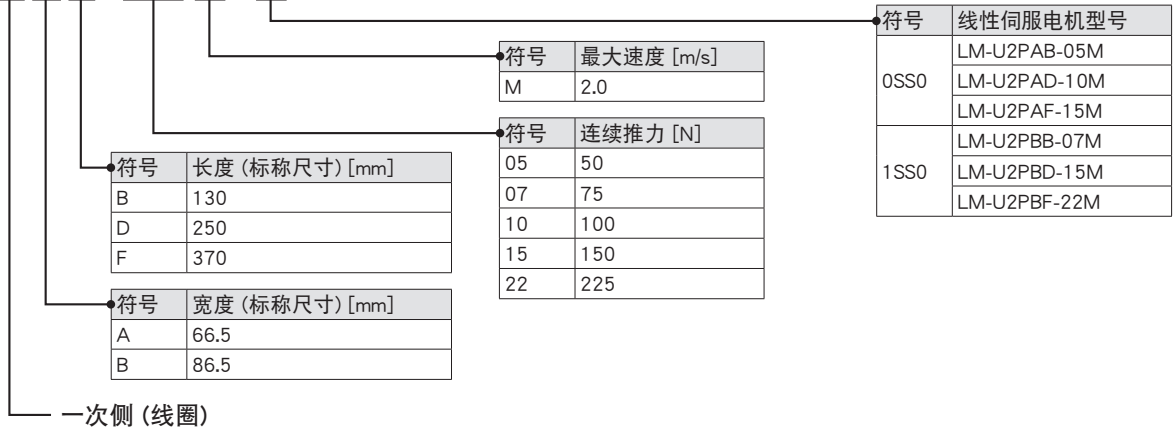 符号 线性伺服电机型号
0SS0 LM-U2PAB-05M
LM-U2PAD-10M
LM-U2PAF-15M
1SS0 LM-U2PBB-07M
LM-U2PBD-15M
LM-U2PBF-22M
符号 最大速度 [m/s]
M 2.0
符号 连续推力 [N]
05 50
07 75
10 100
15 150
22 225
符号 长度 (标称尺寸) [mm]
B 130
D 250
F 370
符号 宽度 (标称尺寸) [mm]
A 66.5
B 86.5
一次侧 (线圈)